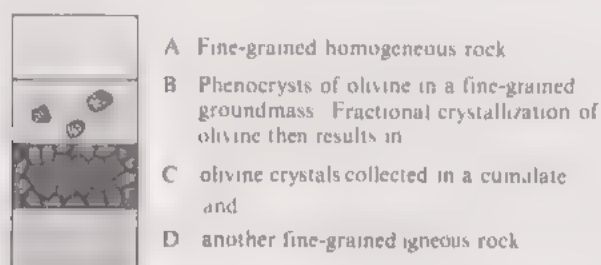 A Fine-grained homogeneous rock
B Phenocrysts of olivine in a fine-grained
groundmass Fractional crystallization of
olivine then results in
C olivine crystals collected in a cumulate
and
D another fine-grained igneous rock